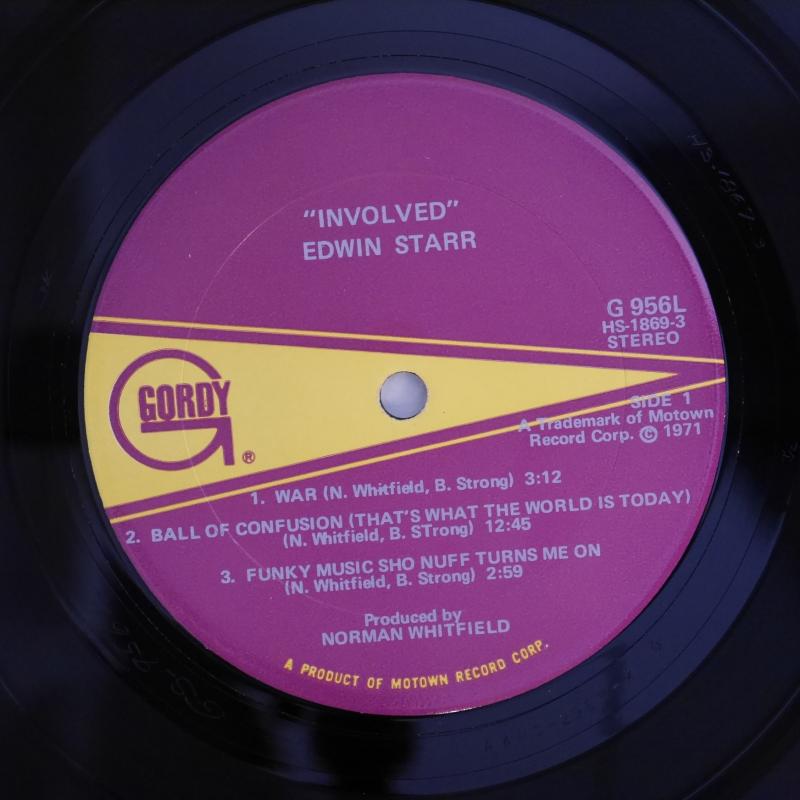 "INVOLVED"
EDWIN STARR
G 956L
HS-1869-3
STEREO
GORDY
®
SIDE 1
A Trademark of Motown
Record Corp. © 1971
1. WAR (N. Whitfield, B. Strong) 3:12
2. BALL OF CONFUSION (THAT'S WHAT THE WORLD IS TODAY)
(N. Whitfield, B. STrong) 12:45
3. FUNKY MUSIC SHO NUFF TURNS ME ON
(N. Whitfield, B. Strong) 2:59
Produced by
NORMAN WHITFIELD
A PRODUCT OF MOTOWN RECORD CORP.